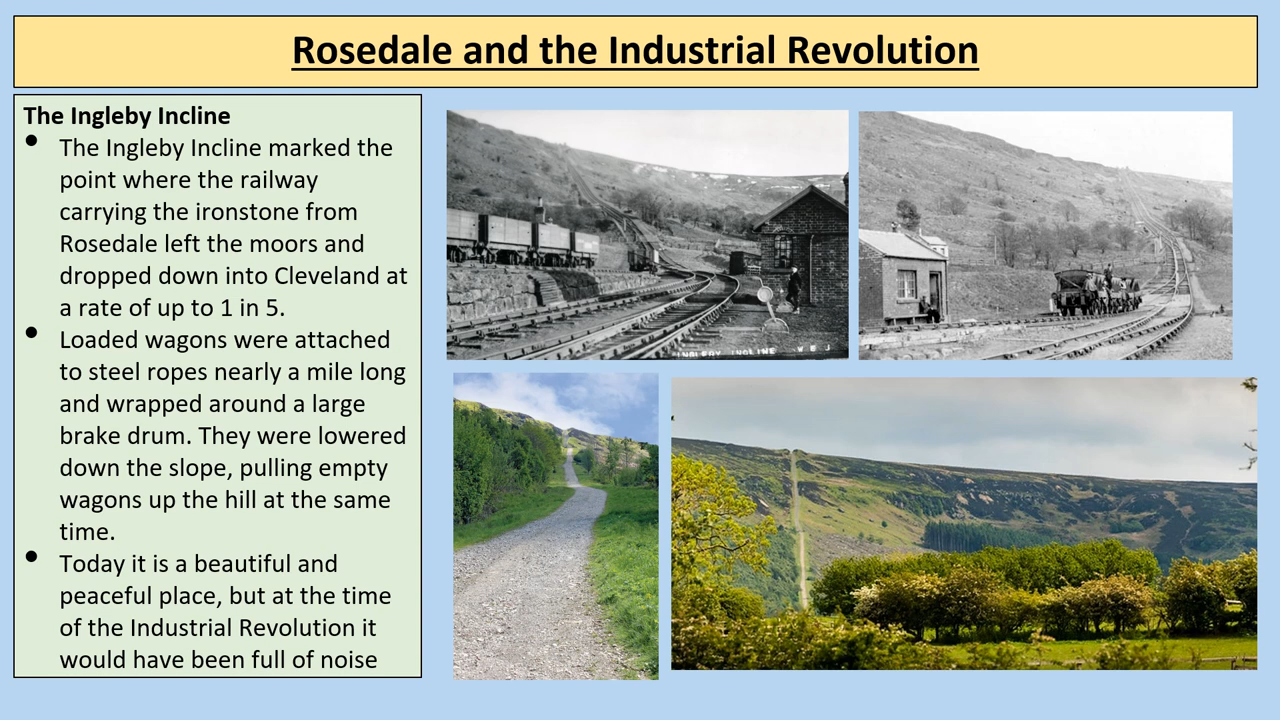 Rosedale and the Industrial Revolution
The Ingleby Incline
• The Ingleby Incline marked the
point where the railway
carrying the ironstone from
Rosedale left the moors and
dropped down into Cleveland at
a rate of up to 1 in 5.
• Loaded wagons were attached
to steel ropes nearly a mile long
and wrapped around a large
brake drum. They were lowered
down the slope, pulling empty
wagons up the hill at the same
time.
• Today it is a beautiful and
peaceful place, but at the time
of the Industrial Revolution it
would have been full of noise
INGLEBY INCLINE